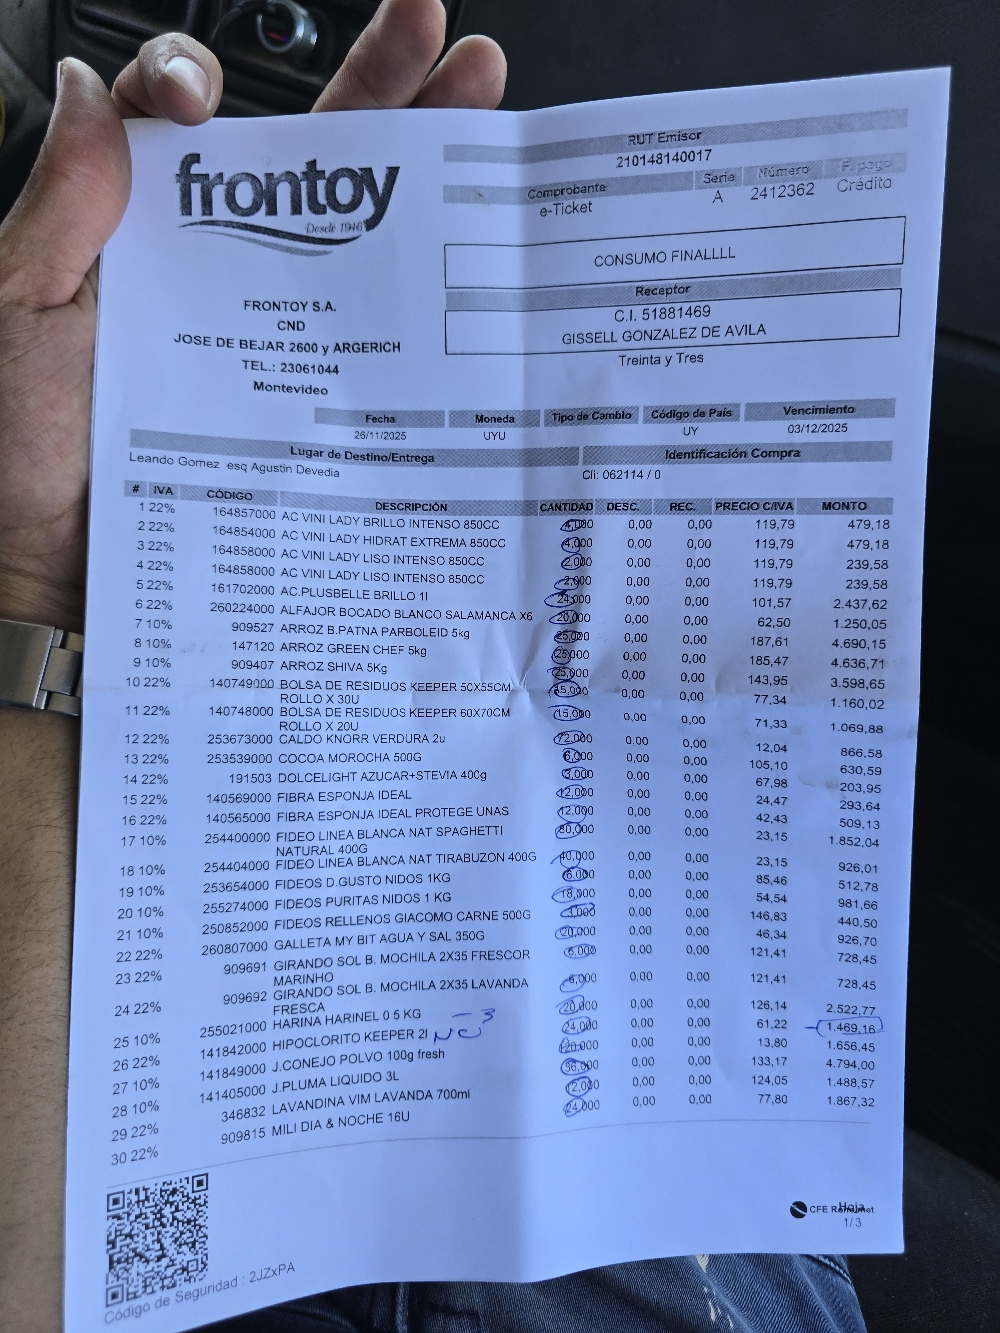 frontoy
Desde 1946
RUT Emisor
210148140017
Comprobante Serie Número F. pago
e-Ticket A 2412362 Crédito
CONSUMO FINALLLL
Receptor
C.I. 51881469
GISSELL GONZALEZ DE AVILA
Treinta y Tres
FRONTOY S.A.
CND
JOSE DE BEJAR 2600 y ARGERICH
TEL.: 23061044
Montevideo
Fecha Moneda Tipo de Cambio Código de País Vencimiento
26/11/2025 UYU UY 03/12/2025
Lugar de Destino/Entrega Identificación Compra
Leando Gomez esq Agustin Devedia Cli: 062114 / 0
# IVA CÓDIGO DESCRIPCIÓN CANTIDAD DESC. REC. PRECIO C/IVA MONTO
1 22% 164857000 AC VINI LADY BRILLO INTENSO 850CC 4,000 0,00 0,00 119,79 479,18
2 22% 164854000 AC VINI LADY HIDRAT EXTREMA 850CC 4,000 0,00 0,00 119,79 479,18
3 22% 164858000 AC VINI LADY LISO INTENSO 850CC 2,000 0,00 0,00 119,79 239,58
4 22% 164858000 AC VINI LADY LISO INTENSO 850CC 2,000 0,00 0,00 119,79 239,58
5 22% 161702000 AC.PLUSBELLE BRILLO 1l 24,000 0,00 0,00 101,57 2.437,62
6 22% 260224000 ALFAJOR BOCADO BLANCO SALAMANCA X6 20,000 0,00 0,00 62,50 1.250,05
7 10% 909527 ARROZ B.PATNA PARBOLEID 5kg 25,000 0,00 0,00 187,61 4.690,15
8 10% 147120 ARROZ GREEN CHEF 5kg 25,000 0,00 0,00 185,47 4.636,71
9 10% 909407 ARROZ SHIVA 5Kg 25,000 0,00 0,00 143,95 3.598,65
10 22% 140749000 BOLSA DE RESIDUOS KEEPER 50X55CM 15,000 0,00 0,00 77,34 1.160,02
ROLLO X 30U
11 22% 140748000 BOLSA DE RESIDUOS KEEPER 60X70CM 15,000 0,00 0,00 71,33 1.069,88
ROLLO X 20U
12 22% 253673000 CALDO KNORR VERDURA 2u 72,000 0,00 0,00 12,04 866,58
13 22% 253539000 COCOA MOROCHA 500G 6,000 0,00 0,00 105,10 630,59
14 22% 191503 DOLCELIGHT AZUCAR+STEVIA 400g 3,000 0,00 0,00 67,98 203,95
15 22% 140569000 FIBRA ESPONJA IDEAL 12,000 0,00 0,00 24,47 293,64
16 22% 140565000 FIBRA ESPONJA IDEAL PROTEGE UNAS 12,000 0,00 0,00 42,43 509,13
17 10% 254400000 FIDEO LINEA BLANCA NAT SPAGHETTI 80,000 0,00 0,00 23,15 1.852,04
NATURAL 400G
18 10% 254404000 FIDEO LINEA BLANCA NAT TIRABUZON 400G 40,000 0,00 0,00 23,15 926,01
19 10% 253654000 FIDEOS D.GUSTO NIDOS 1KG 6,000 0,00 0,00 85,46 512,78
20 10% 255274000 FIDEOS PURITAS NIDOS 1 KG 18,000 0,00 0,00 54,54 981,66
21 10% 250852000 FIDEOS RELLENOS GIACOMO CARNE 500G 3,000 0,00 0,00 146,83 440,50
22 22% 260807000 GALLETA MY BIT AGUA Y SAL 350G 20,000 0,00 0,00 46,34 926,70
23 22% 909691 GIRANDO SOL B. MOCHILA 2X35 FRESCOR 6,000 0,00 0,00 121,41 728,45
MARINHO
24 22% 909692 GIRANDO SOL B. MOCHILA 2X35 LAVANDA 6,000 0,00 0,00 121,41 728,45
FRESCA
25 10% 255021000 HARINA HARINEL 0 5 KG 20,000 0,00 0,00 126,14 2.522,77
26 22% 141842000 HIPOCLORITO KEEPER 2l NC 3 24,000 0,00 0,00 61,22 1.469,16
27 10% 141849000 J.CONEJO POLVO 100g fresh 120,000 0,00 0,00 13,80 1.656,45
28 10% 141405000 J.PLUMA LIQUIDO 3L 36,000 0,00 0,00 133,17 4.794,00
29 22% 346832 LAVANDINA VIM LAVANDA 700ml 12,000 0,00 0,00 124,05 1.488,57
30 22% 909815 MILI DIA & NOCHE 16U 24,000 0,00 0,00 77,80 1.867,32
Código de Seguridad : 2JZxPA
CFE
Hoja
1/ 3